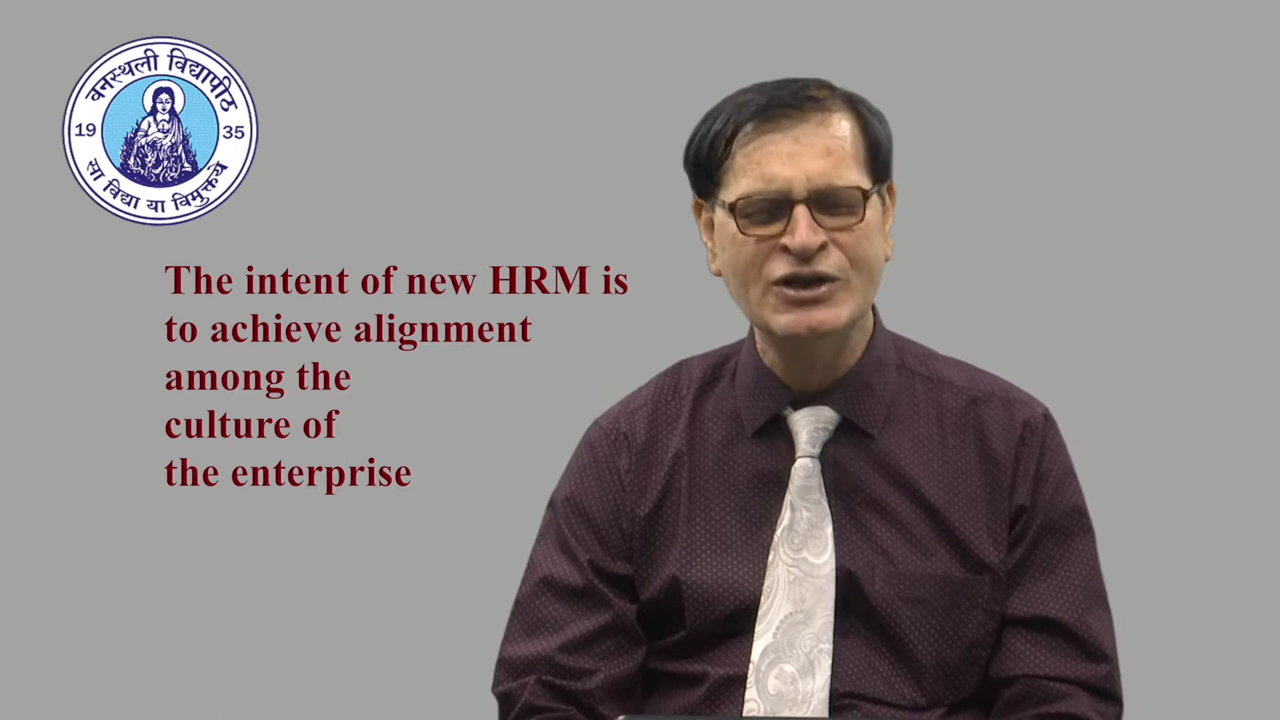 वनस्थली विद्यापीठ
19 35
सा विद्या या विमुक्तये
The intent of new HRM is
to achieve alignment
among the
culture of
the enterprise